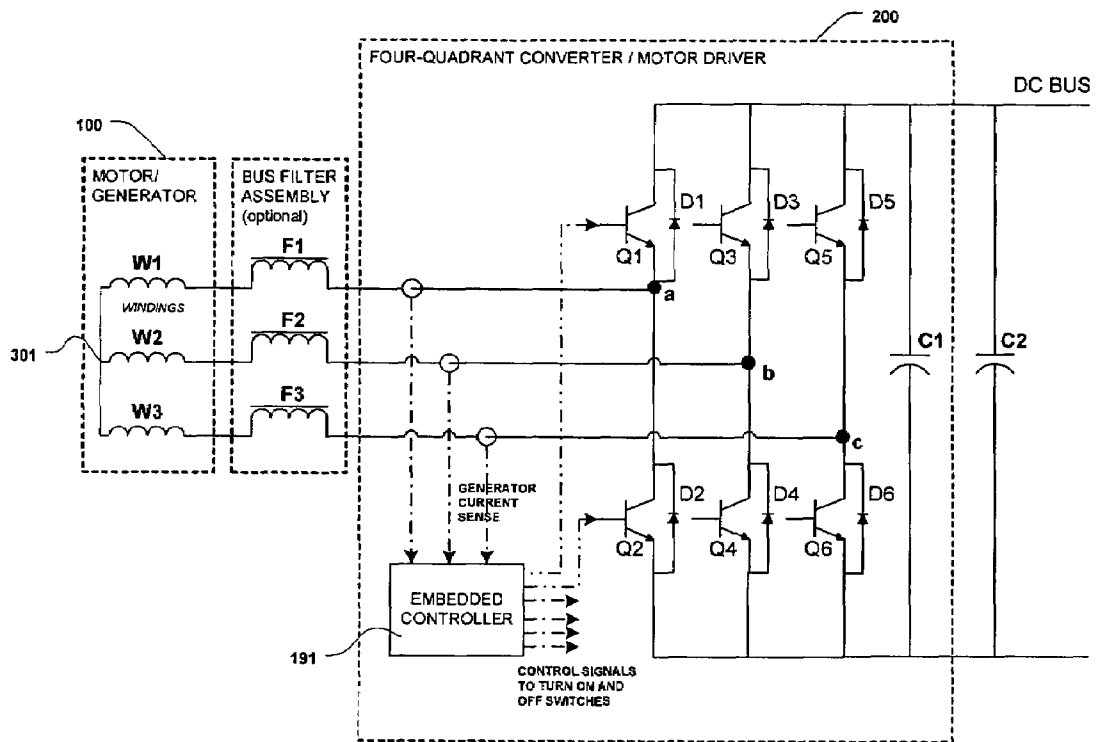 200
FOUR-QUADRANT CONVERTER / MOTOR DRIVER
DC BUS
100
MOTOR/
GENERATOR
BUS FILTER
ASSEMBLY
(optional)
D1
D3
D5
Q1
Q3
Q5
W1
F1
a
WINDINGS
301
W2
F2
b
C1
C2
W3
F3
c
GENERATOR
CURRENT
SENSE
D2
D4
D6
Q2
Q4
Q6
EMBEDDED
CONTROLLER
191
CONTROL SIGNALS
TO TURN ON AND
OFF SWITCHES